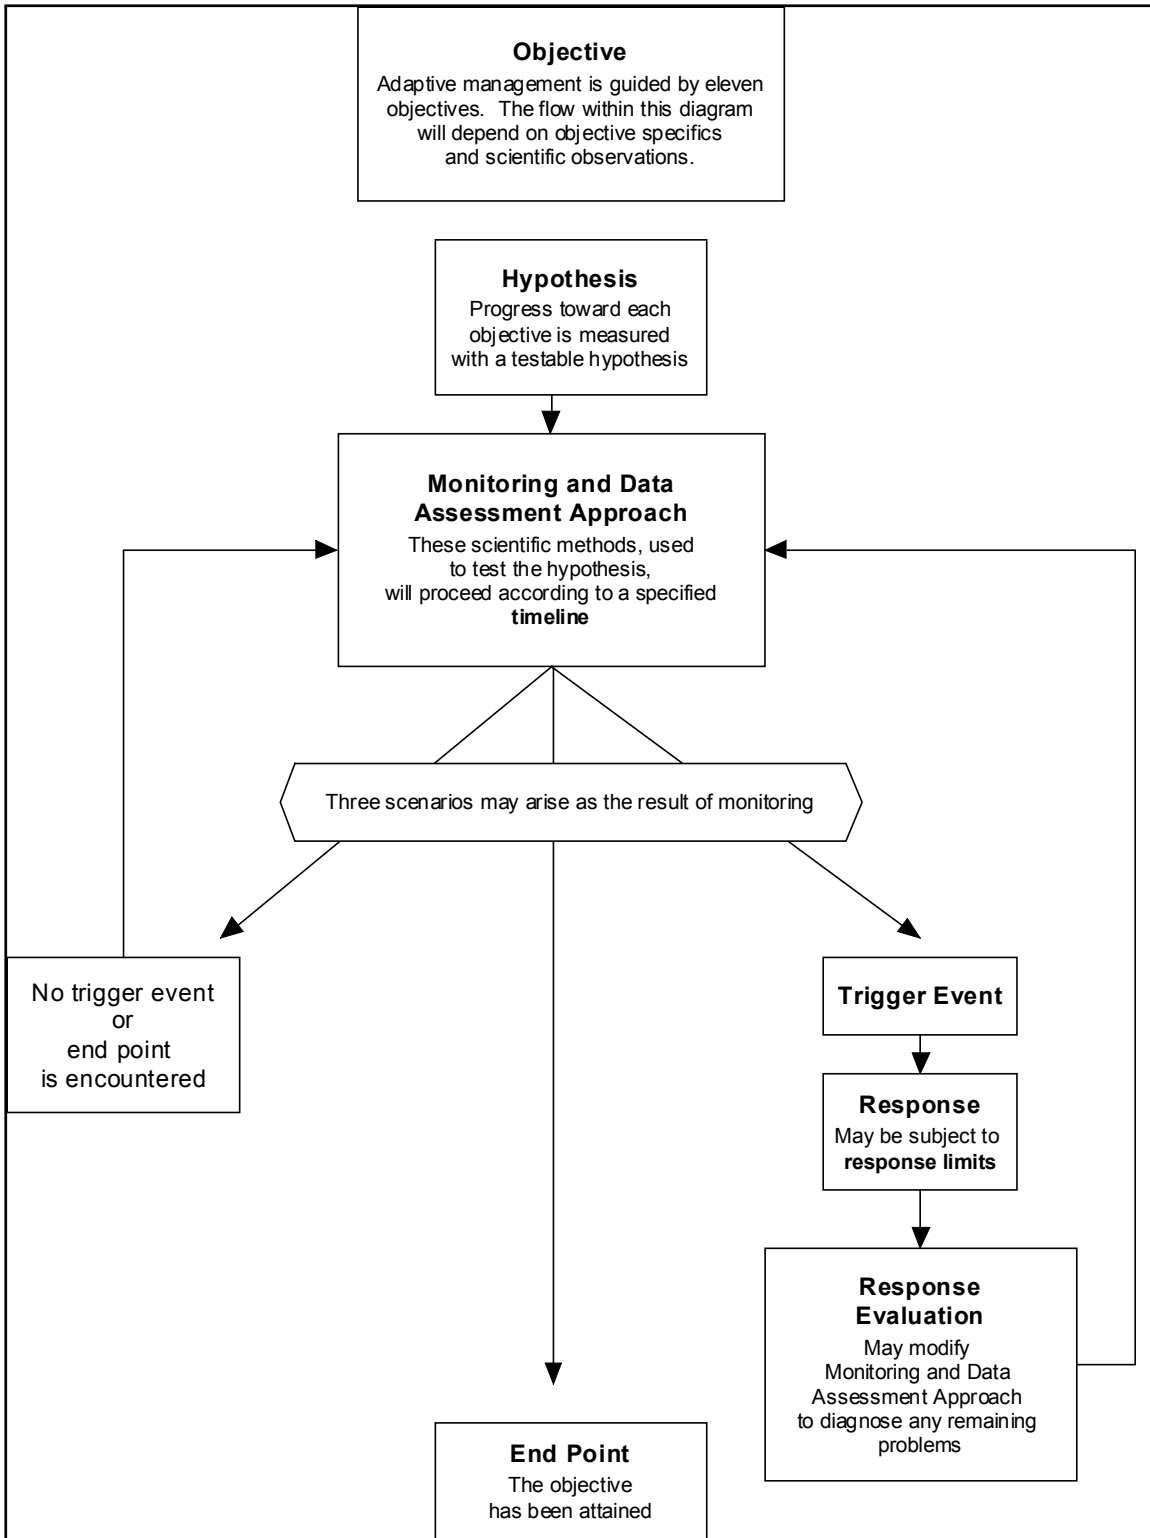 Objective
Adaptive management is guided by eleven
objectives. The flow within this diagram
will depend on objective specifics
and scientific observations.
Hypothesis
Progress toward each
objective is measured
with a testable hypothesis
Monitoring and Data
Assessment Approach
These scientific methods, used
to test the hypothesis,
will proceed according to a specified
timeline
Three scenarios may arise as the result of monitoring
No trigger event
or
end point
is encountered
Trigger Event
Response
May be subject to
response limits
Response
Evaluation
May modify
Monitoring and Data
Assessment Approach
to diagnose any remaining
problems
End Point
The objective
has been attained